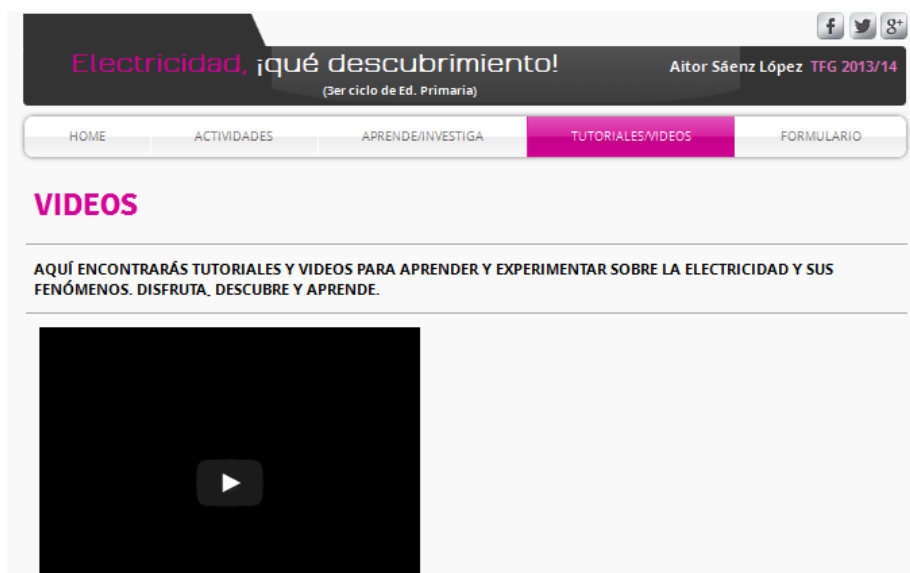 f g+
Electricidad, ¡qué descubrimiento!
Aitor Sáenz López TFG 2013/14
(3er ciclo de Ed. Primaria)
HOME ACTIVIDADES APRENDE/INVESTIGA TUTORIALES/VIDEOS FORMULARIO
VIDEOS
AQUÍ ENCONTRARÁS TUTORIALES Y VIDEOS PARA APRENDER Y EXPERIMENTAR SOBRE LA ELECTRICIDAD Y SUS
FENÓMENOS. DISFRUTA, DESCUBRE Y APRENDE.